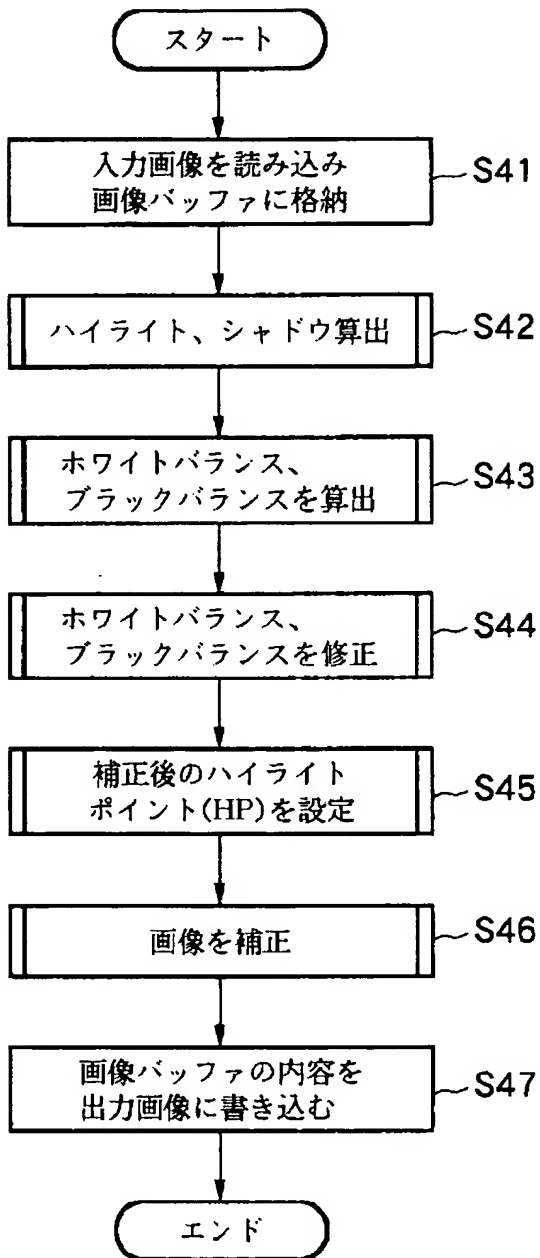 スタート
入力画像を読み込み
画像バッファに格納
S41
ハイライト、シャドウ算出
S42
ホワイトバランス、
ブラックバランスを算出
S43
ホワイトバランス、
ブラックバランスを修正
S44
補正後のハイライト
ポイント(HP)を設定
S45
画像を補正
S46
画像バッファの内容を
出力画像に書き込む
S47
エンド